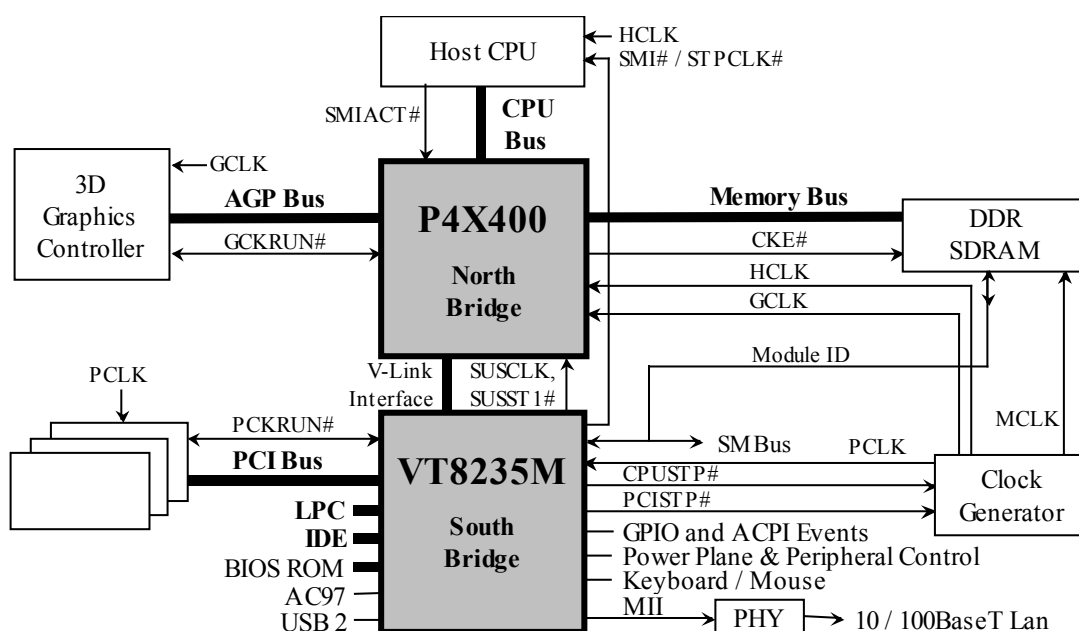 Host CPU
HCLK
SMI# / STPCLK#
SMIACT#
CPU
Bus
3D
Graphics
Controller
GCLK
AGP Bus
GCKRUN#
P4X400
North
Bridge
Memory Bus
CKE#
HCLK
GCLK
DDR
SDRAM
Module ID
MCLK
V-Link
Interface
SUSCLK,
SUSST1#
PCLK
PCKRUN#
PCI Bus
LPC
IDE
BIOS ROM
AC97
USB 2
VT8235M
South
Bridge
SMBus
PCLK
CPUSTP#
PCISTP#
Clock
Generator
GPIO and ACPI Events
Power Plane & Peripheral Control
Keyboard / Mouse
MII
PHY
10 / 100BaseT Lan